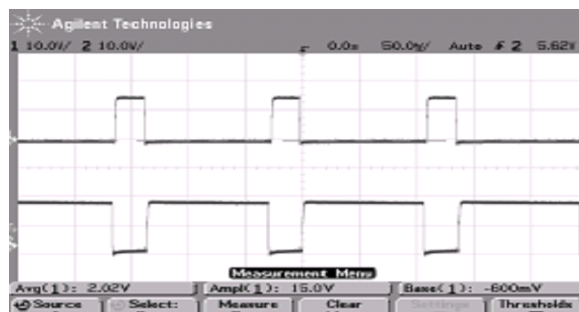 Agilent Technologies
1 10.0V/ 2 10.0V/ 0.0s 50.0㎲/ Auto 2 5.62V
Measurement Menu
Avg(1): 2.02V Ampl(1): 15.0V Base(1): -600mV
Source Select: Measure Clear Settings Thresholds